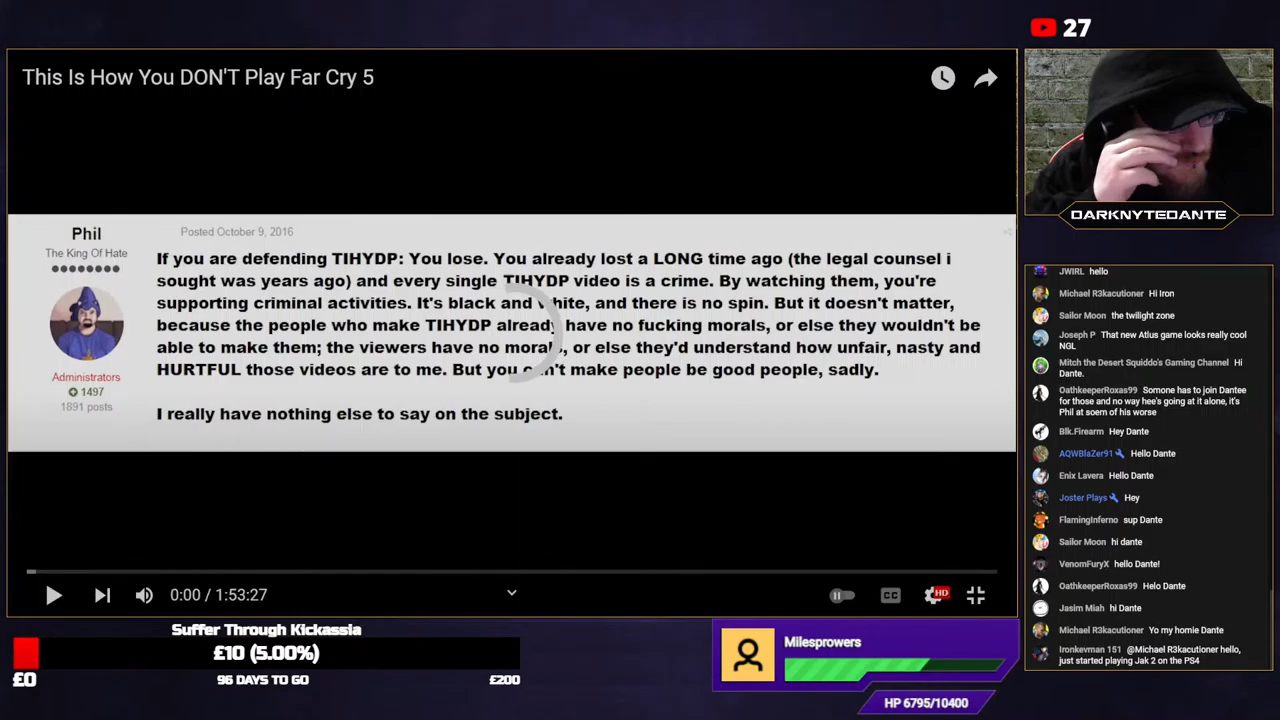 27
This Is How You DON'T Play Far Cry 5
Phil
The King Of Hate
Administrators
1497
1891 posts
Posted October 9, 2016
If you are defending TIHYDP: You lose. You already lost a LONG time ago (the legal counsel i
sought was years ago) and every single TIHYDP video is a crime. By watching them, you're
supporting criminal activities. It's black and white, and there is no spin. But it doesn't matter,
because the people who make TIHYDP already have no fucking morals, or else they wouldn't be
able to make them; the viewers have no morals, or else they'd understand how unfair, nasty and
HURTFUL those videos are to me. But you can't make people be good people, sadly.
I really have nothing else to say on the subject.
0:00 / 1:53:27
CC
HD
DARKNYTEDANTE
JWIRL hello
Michael R3kacutioner Hi Iron
Sailor Moon the twilight zone
Joseph P That new Atlus game looks really cool
NGL
Mitch the Desert Squiddo's Gaming Channel Hi
Dante.
OathkeeperRoxas99 Somone has to join Dantee
for those and no way hee's going at it alone, it's
Phil at soem of his worse
Blk.Firearm Hey Dante
AQWBlaZer91 Hello Dante
Enix Lavera Hello Dante
Joster Plays Hey
FlamingInferno sup Dante
Sailor Moon hi dante
VenomFuryX hello Dante!
OathkeeperRoxas99 Helo Dante
Jasim Miah hi Dante
Michael R3kacutioner Yo my homie Dante
Ironkevman 151 @Michael R3kacutioner hello,
just started playing Jak 2 on the PS4
Suffer Through Kickassia
£10 (5.00%)
£0
96 DAYS TO GO
£200
Milesprowers
HP 6795/10400